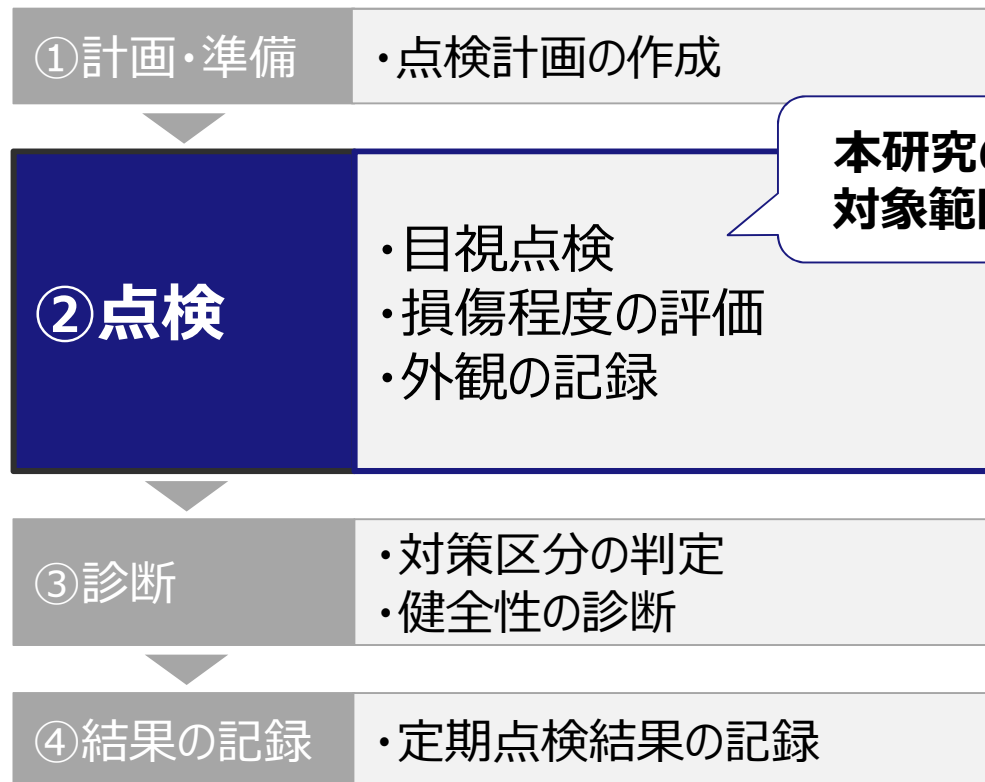 ①計画・準備
・点検計画の作成
本研究の
対象範
②点検
・目視点検
・損傷程度の評価
・外観の記録
③診断
・対策区分の判定
・健全性の診断
④結果の記録
・定期点検結果の記録